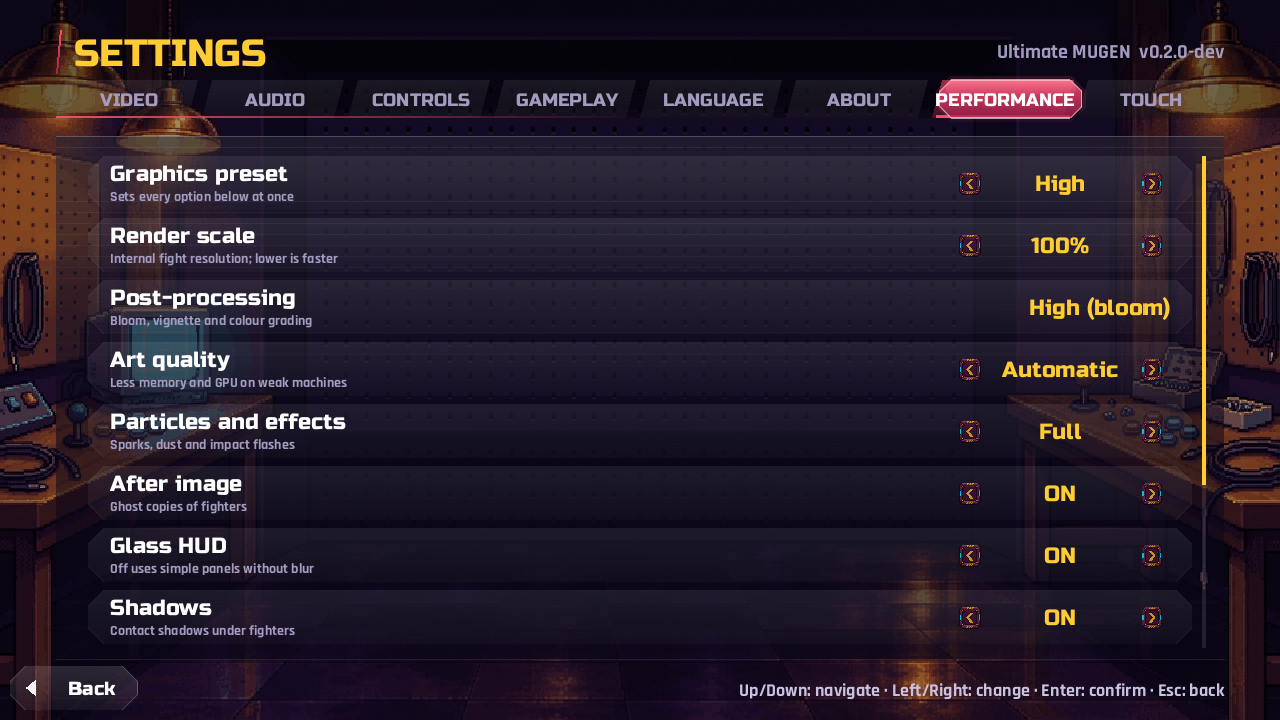 SETTINGS
Ultimate MUGEN v0.2.0-dev
VIDEO
AUDIO
CONTROLS
GAMEPLAY
LANGUAGE
ABOUT
PERFORMANCE
TOUCH
Graphics preset
Sets every option below at once
High
Render scale
Internal fight resolution; lower is faster
100%
Post-processing
Bloom, vignette and colour grading
High (bloom)
Art quality
Less memory and GPU on weak machines
Automatic
Particles and effects
Sparks, dust and impact flashes
Full
After image
Ghost copies of fighters
ON
Glass HUD
Off uses simple panels without blur
ON
Shadows
Contact shadows under fighters
ON
Back
Up/Down: navigate · Left/Right: change · Enter: confirm · Esc: back